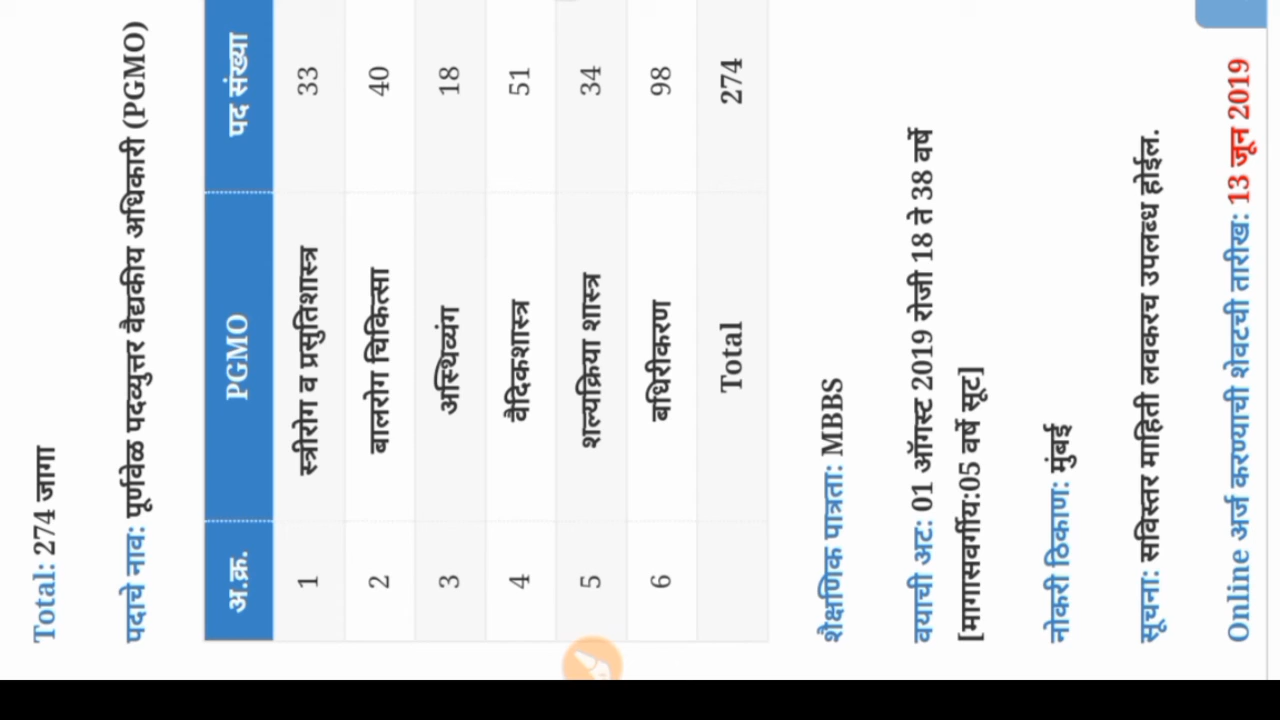 Total: 274 जागा
पदाचे नाव: पूर्णवेळ पदव्युत्तर वैद्यकीय अधिकारी (PGMO)
अ.क्र. PGMO पद संख्या
1 स्त्रीरोग व प्रसुतिशास्त्र 33
2 बालरोग चिकित्सा 40
3 अस्थिव्यंग 18
4 वैदिकशास्त्र 51
5 शल्यक्रिया शास्त्र 34
6 बधिरीकरण 98
Total 274
शैक्षणिक पात्रता: MBBS
वयाची अट: 01 ऑगस्ट 2019 रोजी 18 ते 38 वर्षे
[मागासवर्गीय:05 वर्षे सूट]
नोकरी ठिकाण: मुंबई
सूचना: सविस्तर माहिती लवकरच उपलब्ध होईल.
Online अर्ज करण्याची शेवटची तारीख: 13 जून 2019